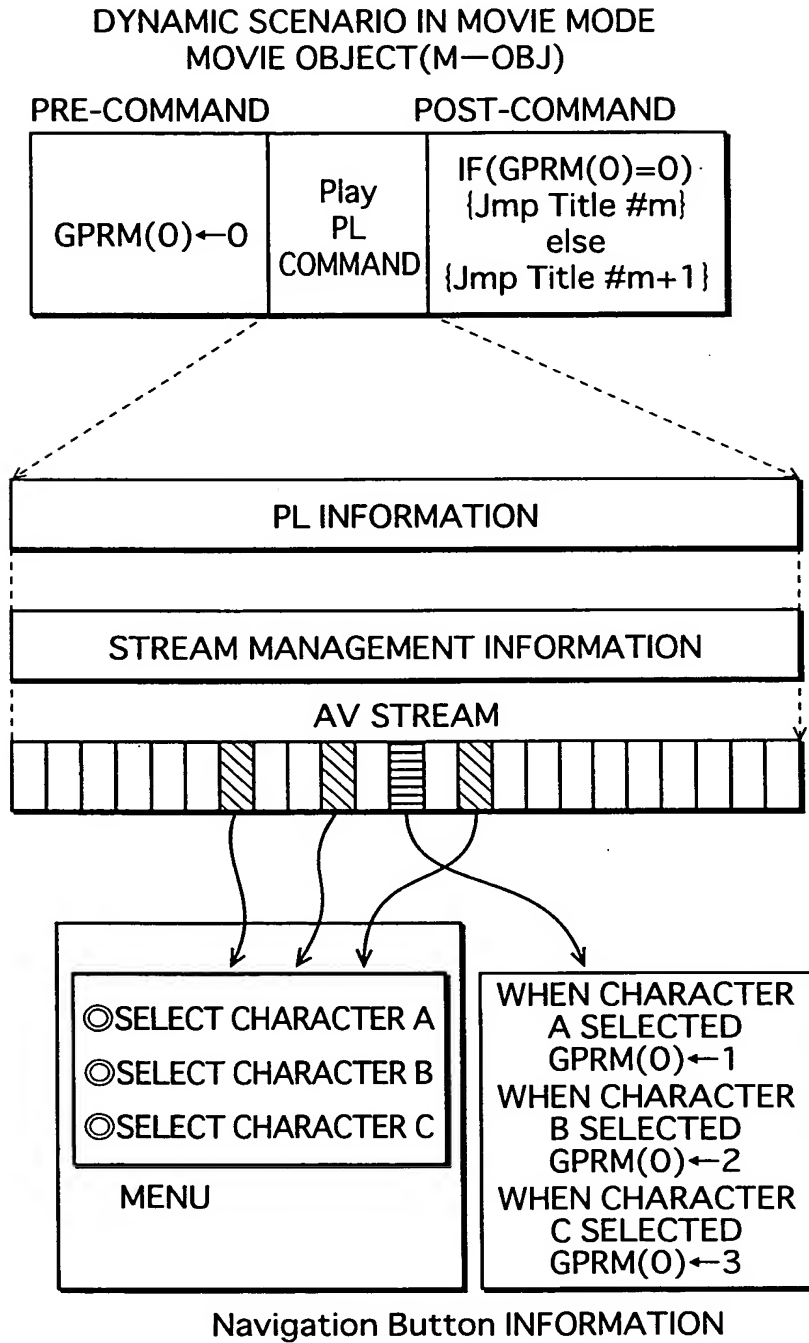 DYNAMIC SCENARIO IN MOVIE MODE
MOVIE OBJECT(M—OBJ)
PRE-COMMAND
POST-COMMAND
GPRM(0)←0
Play
PL
COMMAND
IF(GPRM(0)=0)
{Jmp Title #m}
else
{Jmp Title #m+1}
PL INFORMATION
STREAM MANAGEMENT INFORMATION
AV STREAM
◎SELECT CHARACTER A
◎SELECT CHARACTER B
◎SELECT CHARACTER C
MENU
WHEN CHARACTER
A SELECTED
GPRM(0)←1
WHEN CHARACTER
B SELECTED
GPRM(0)←2
WHEN CHARACTER
C SELECTED
GPRM(0)←3
Navigation Button INFORMATION